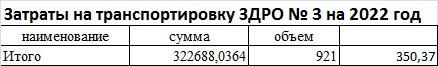 Затраты на транспортировку ЗДРО № 3 на 2022 год
наименование сумма объем
Итого 322688,0364 921 350,37